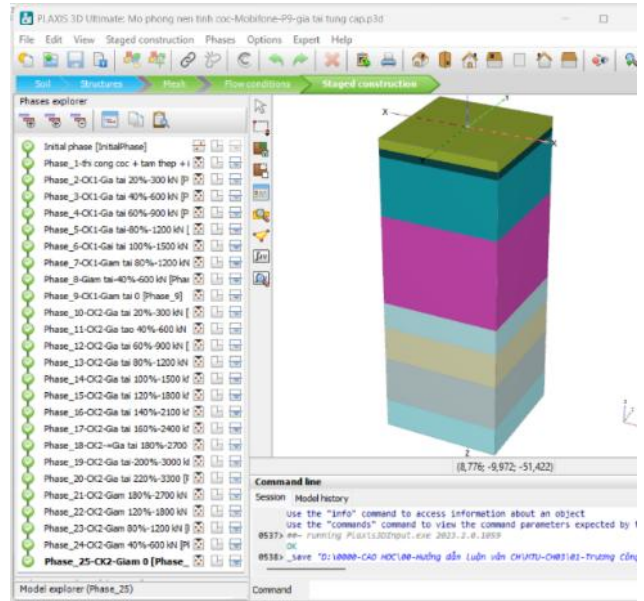 PLAXIS 3D Ultimate: Mo phong nen tinh coc-Mobifone-P9-gia tai tung cap.p3d
File Edit View Staged construction Phases Options Expert Help
Soil Structures Mesh Flow conditions Staged construction
Phases explorer
Initial phase [InitialPhase]
Phase_1-thi cong coc + tam thep + i
Phase_2-CK1-Gia tai 20%-300 kN [P
Phase_3-CK1-Gia tai 40%-600 kN [P
Phase_4-CK1-Gia tai 60%-900 kN [P
Phase_5-CK1-Gia tai-80%-1200 kN [
Phase_6-CK1-Gai tai 100%-1500 kN
Phase_7-CK1-Giam tai 80%-1200 kN
Phase_8-Giam tai-40%-600 kN [Phas
Phase_9-CK1-Giam tai 0 [Phase_9]
Phase_10-CK2-Gia tai 20%-300 kN [
Phase_11-CK2-Gia tao 40%-600 kN
Phase_12-CK2-Gia tai 60%-900 kN [
Phase_13-CK2-Gia tai 80%-1200 kN
Phase_14-CK2-Gia tai 100%-1500 kN
Phase_15-CK2-Gia tai 120%-1800 kN
Phase_16-CK2-Gia tai 140%-2100 kN
Phase_17-CK2-Gia tai 160%-2400 kN
Phase_18-CK2-=Gia tai 180%-2700
Phase_19-CK2-Gia tai-200%-3000 kN
Phase_20-CK2-Gia tai 220%-3300 [P
Phase_21-CK2-Giam 180%-2700 kN
Phase_22-CK2-Giam 120%-1800 kN
Phase_23-CK2-Giam 80%-1200 kN [P
Phase_24-CK2-Giam 40%-600 kN [P
Phase_25-CK2-Giam 0 [Phase_
Model explorer (Phase_25)
X
Y
X
Z
(8,776; -9,972; -51,422)
Command line
Session Model history
Use the "info" command to access information about an object
Use the "commands" command to view the command parameters expected by
0537> ##- running Plaxis3DInput.exe 2023.2.0.1059
OK
0538> _save "D:\0000-CAO HOC\00-Hướng dẫn Luận văn CH\MTU-CH03\01-Trương Côn
Command